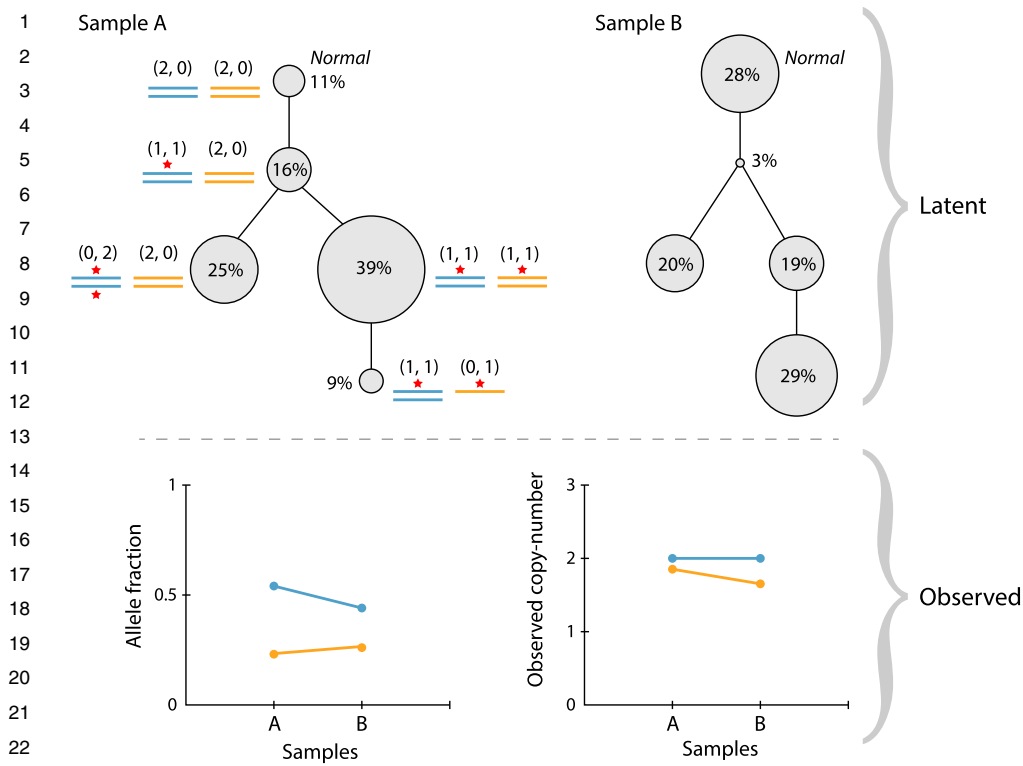 1
Sample A
Sample B
2
Normal
Normal
(2, 0) (2, 0)
28%
3
11%
4
5
(1, 1) (2, 0)
3%
16%
6
Latent
7
(0, 2) (2, 0)
(1, 1) (1, 1)
8
25%
39%
20%
19%
9
10
11
(1, 1) (0, 1)
9%
29%
12
13
14
1
3
15
16
2
17
0.5
Observed
18
1
19
20
0
0
21
A
B
A
B
22
Samples
Samples
Allele fraction
Observed copy-number